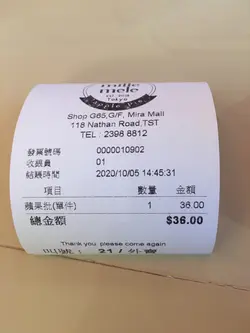 mille
mele
Tokyo
Apple Pie
Shop G65,G/F, Mira Mall
118 Nathan Road,TST
TEL : 2398 8812
發票號碼 0000010902
收銀員 01
結賬時間 2020/10/05 14:45:31
項目 數量 金額
蘋果批(單件) 1 36.00
總金額 $36.00
Thank you please come again